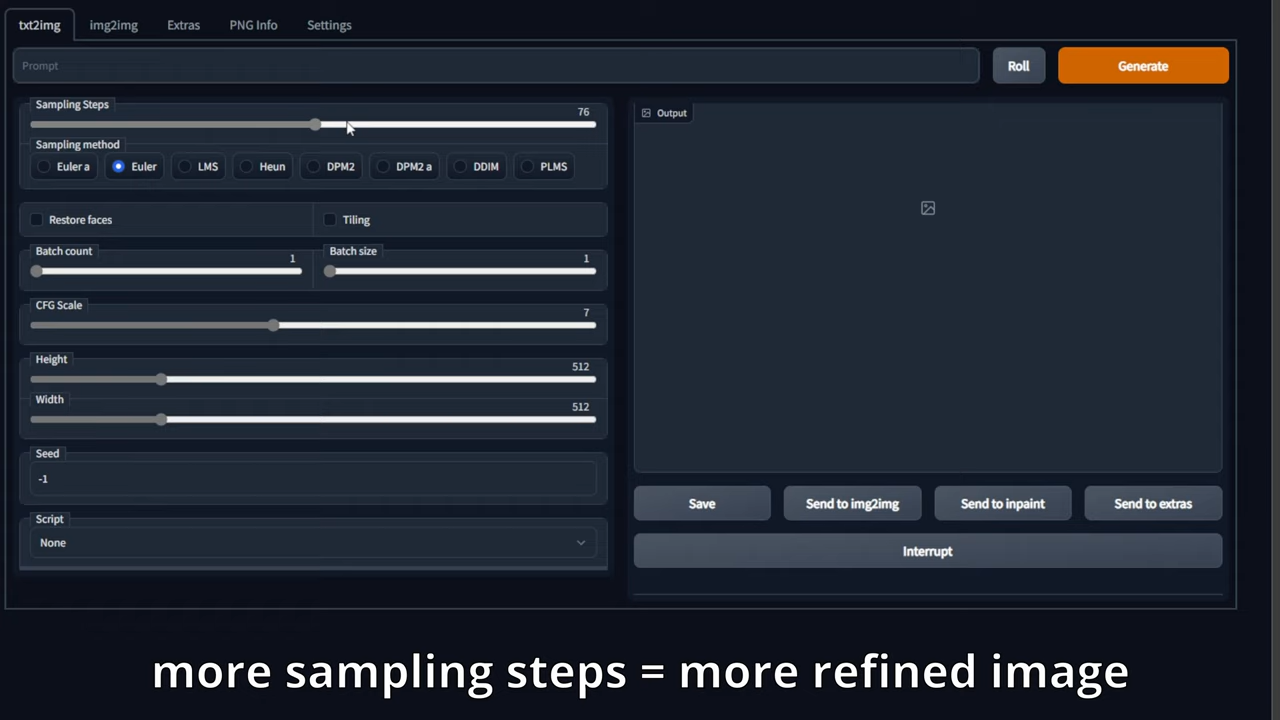 txt2img img2img Extras PNG Info Settings
Prompt Roll Generate
Sampling Steps 76
Sampling method
Euler a Euler LMS Heun DPM2 DPM2 a DDIM PLMS
Restore faces Tiling
Batch count 1 Batch size 1
CFG Scale 7
Height 512
Width 512
Seed
-1
Script
None
Output
Save Send to img2img Send to inpaint Send to extras
Interrupt
more sampling steps = more refined image